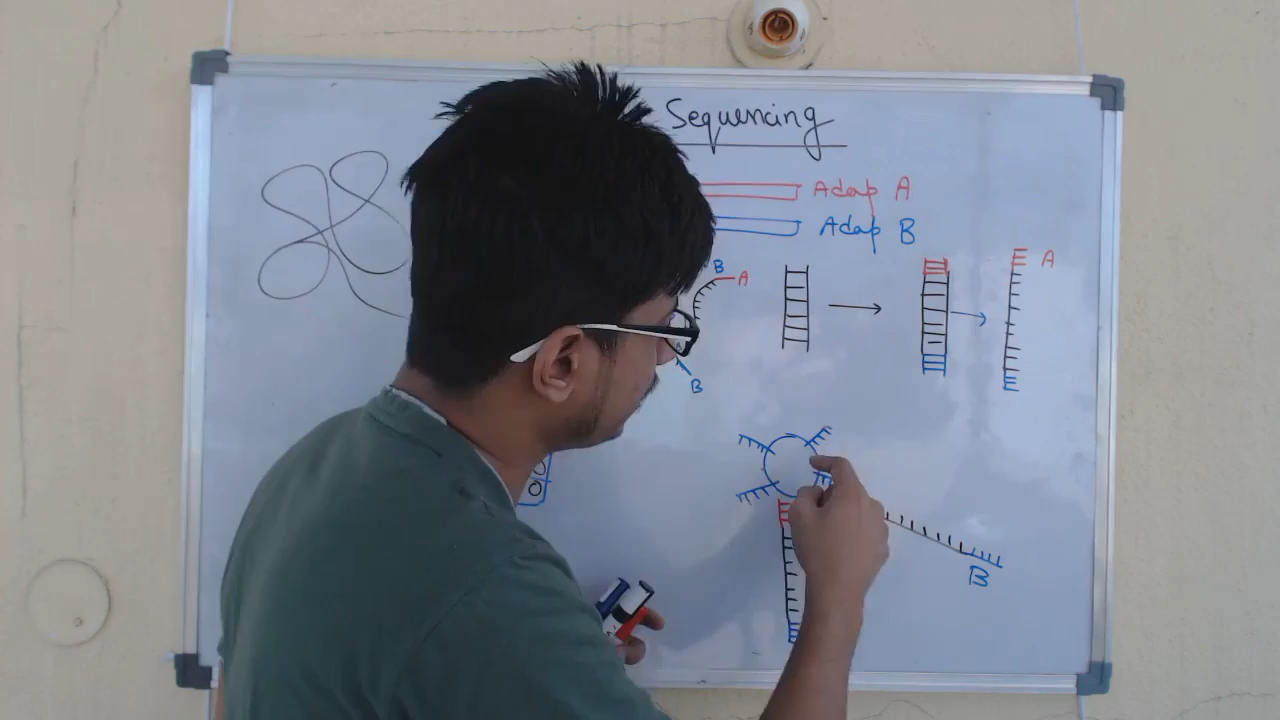 Sequencing
Adap A
Adap B
B A
A
B
B